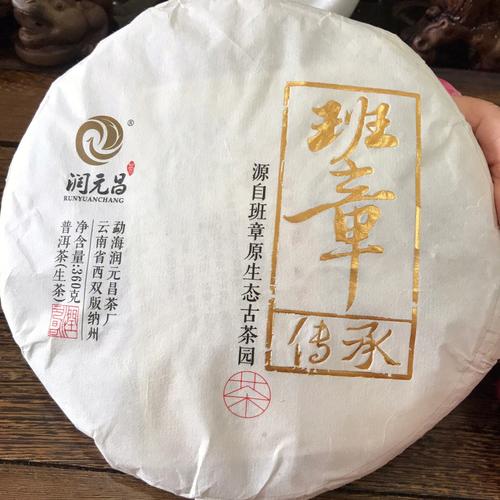 班章
传承
源自班章原生态古茶园
茶
®
润元昌
RUNYUANCHANG
勐海润元昌茶厂
云南省西双版纳州
净含量:360克
普洱茶(生茶)